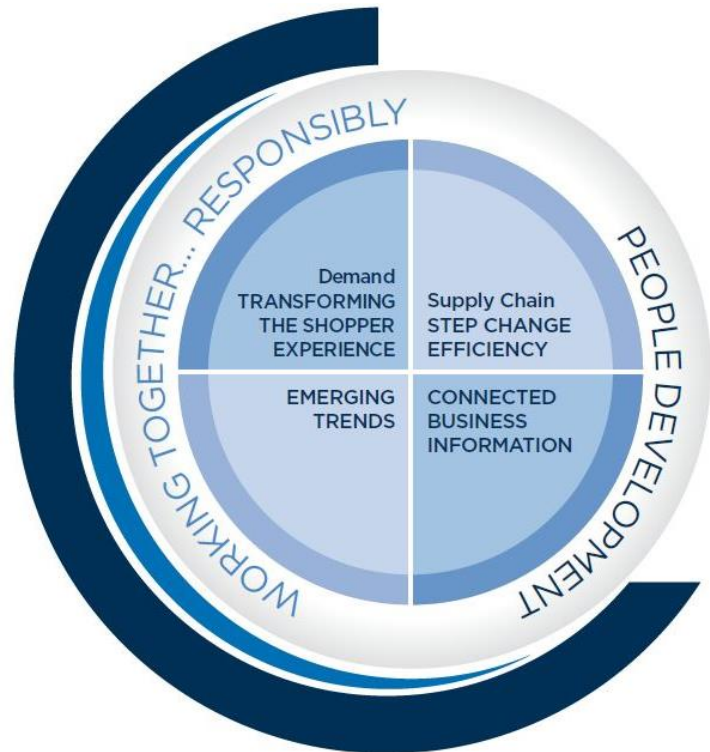 WORKING TOGETHER.... RESPONSIBLY
PEOPLE DEVELOPMENT
Demand
TRANSFORMING
THE SHOPPER
EXPERIENCE
Supply Chain
STEP CHANGE
EFFICIENCY
EMERGING
TRENDS
CONNECTED
BUSINESS
INFORMATION